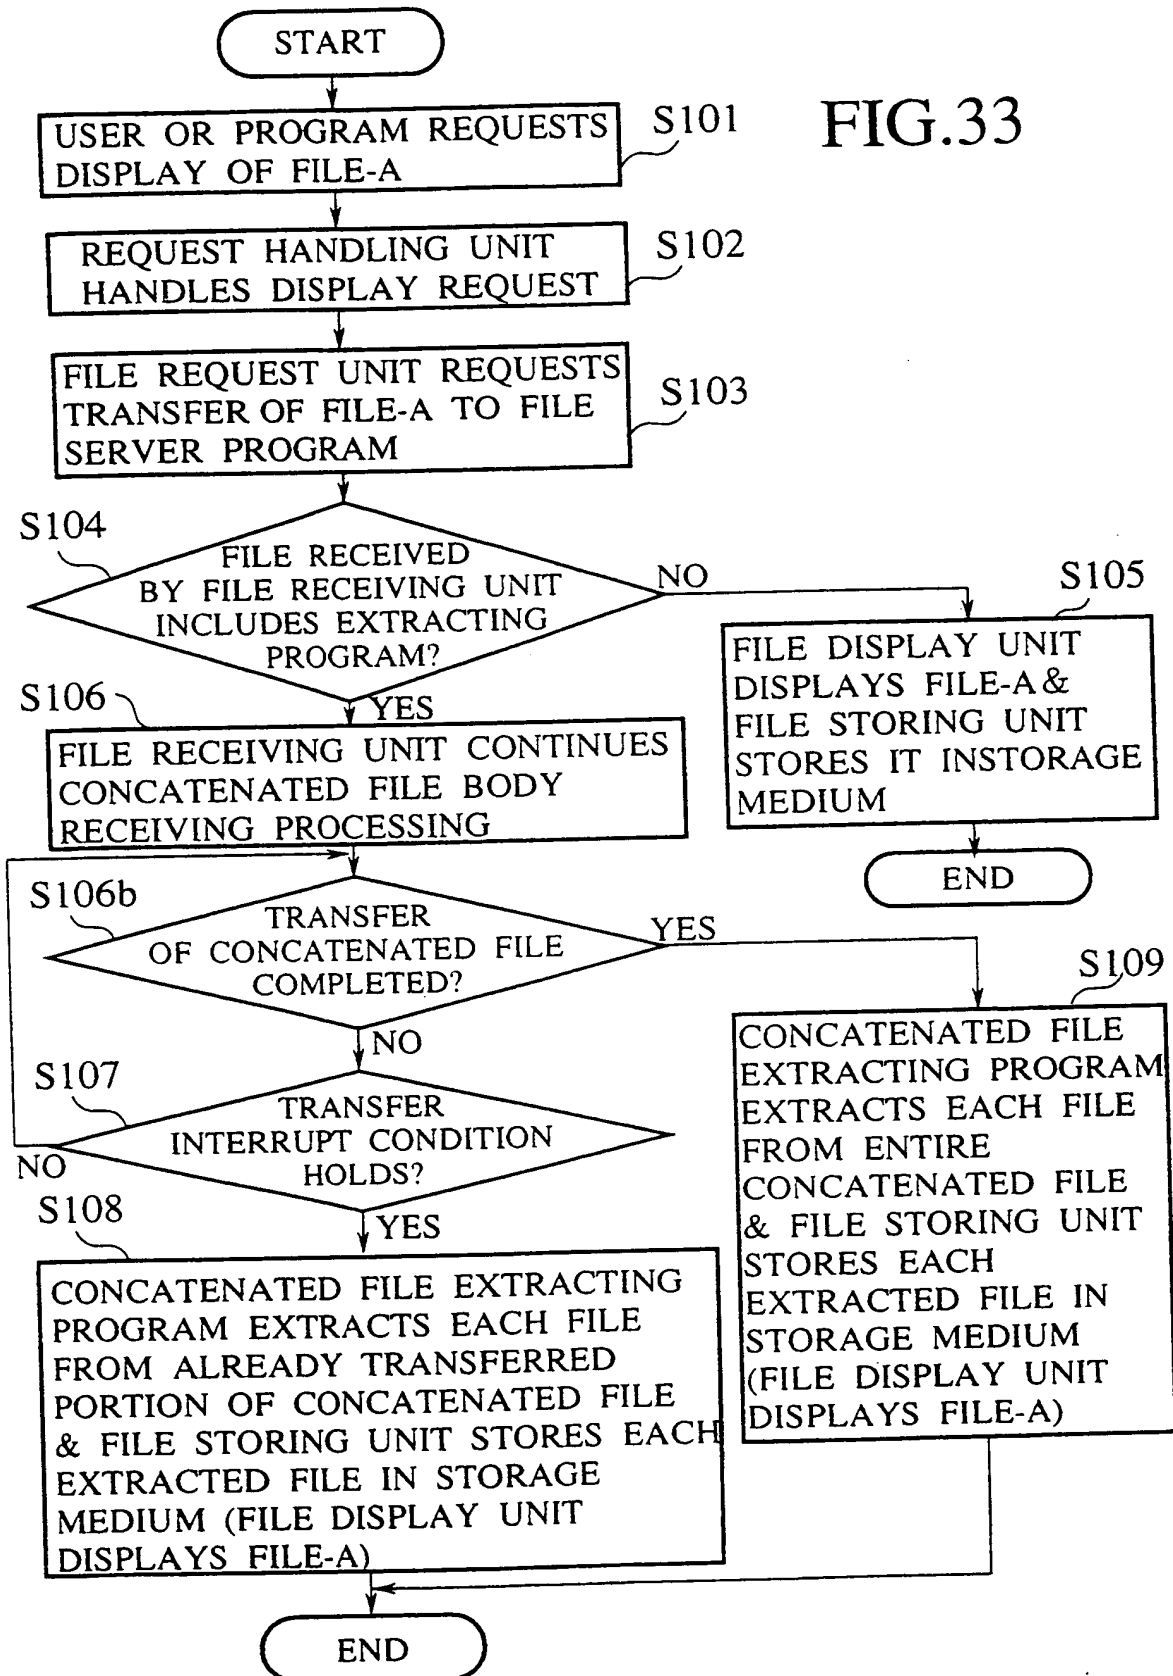 START
FIG.33
S101
USER OR PROGRAM REQUESTS
DISPLAY OF FILE-A
S102
REQUEST HANDLING UNIT
HANDLES DISPLAY REQUEST
S103
FILE REQUEST UNIT REQUESTS
TRANSFER OF FILE-A TO FILE
SERVER PROGRAM
S104
FILE RECEIVED
BY FILE RECEIVING UNIT
INCLUDES EXTRACTING
PROGRAM?
NO
S105
FILE DISPLAY UNIT
DISPLAYS FILE-A &
FILE STORING UNIT
STORES IT INSTORAGE
MEDIUM
END
YES
S106
FILE RECEIVING UNIT CONTINUES
CONCATENATED FILE BODY
RECEIVING PROCESSING
S106b
TRANSFER
OF CONCATENATED FILE
COMPLETED?
YES
S109
CONCATENATED FILE
EXTRACTING PROGRAM
EXTRACTS EACH FILE
FROM ENTIRE
CONCATENATED FILE
& FILE STORING UNIT
STORES EACH
EXTRACTED FILE IN
STORAGE MEDIUM
(FILE DISPLAY UNIT
DISPLAYS FILE-A)
NO
S107
TRANSFER
INTERRUPT CONDITION
HOLDS?
NO
YES
S108
CONCATENATED FILE EXTRACTING
PROGRAM EXTRACTS EACH FILE
FROM ALREADY TRANSFERRED
PORTION OF CONCATENATED FILE
& FILE STORING UNIT STORES EACH
EXTRACTED FILE IN STORAGE
MEDIUM (FILE DISPLAY UNIT
DISPLAYS FILE-A)
END